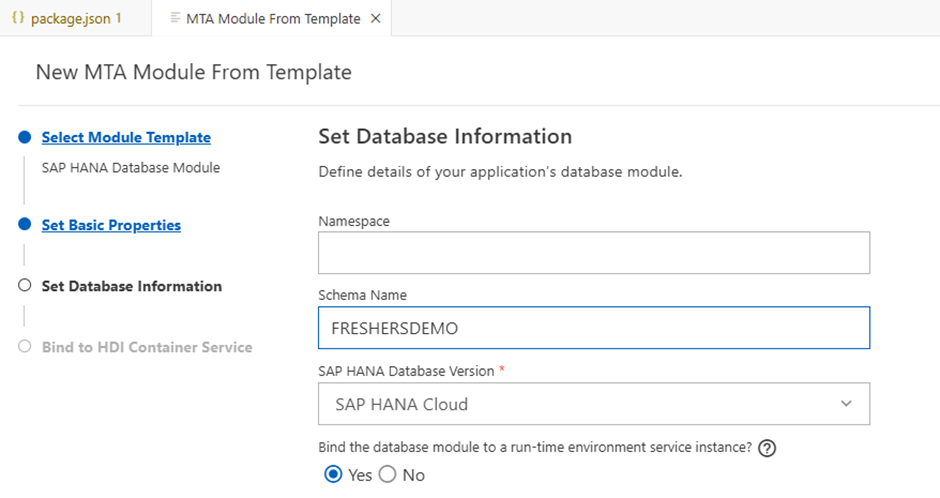 {} package.json 1
MTA Module From Template ×
New MTA Module From Template
Select Module Template
SAP HANA Database Module
Set Basic Properties
Set Database Information
Bind to HDI Container Service
Set Database Information
Define details of your application's database module.
Namespace
Schema Name
FRESHERSDEMO
SAP HANA Database Version *
SAP HANA Cloud
Bind the database module to a run-time environment service instance? ?
Yes No